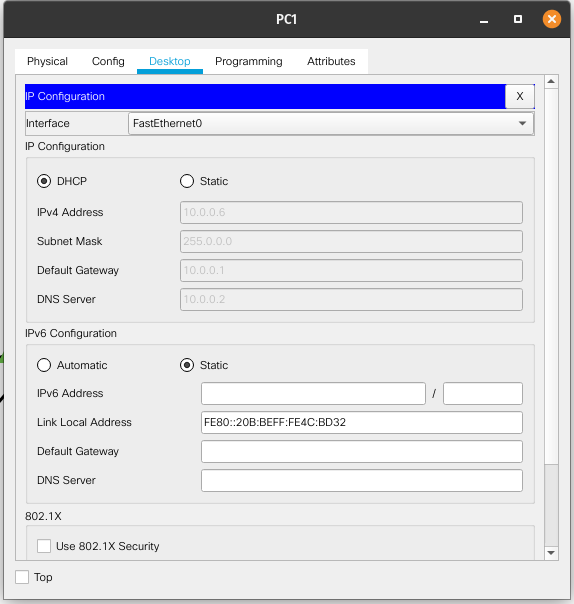 PC1
Physical Config Desktop Programming Attributes
IP Configuration X
Interface FastEthernet0
IP Configuration
DHCP Static
IPv4 Address 10.0.0.6
Subnet Mask 255.0.0.0
Default Gateway 10.0.0.1
DNS Server 10.0.0.2
IPv6 Configuration
Automatic Static
IPv6 Address /
Link Local Address FE80::20B:BEFF:FE4C:BD32
Default Gateway
DNS Server
802.1X
Use 802.1X Security
Top